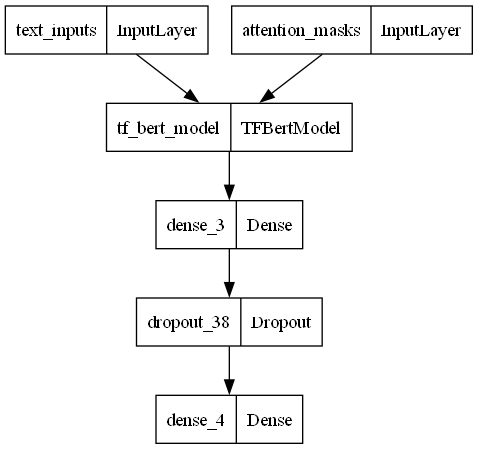 text_inputs InputLayer attention_masks InputLayer
tf_bert_model TFBertModel
dense_3 Dense
dropout_38 Dropout
dense_4 Dense